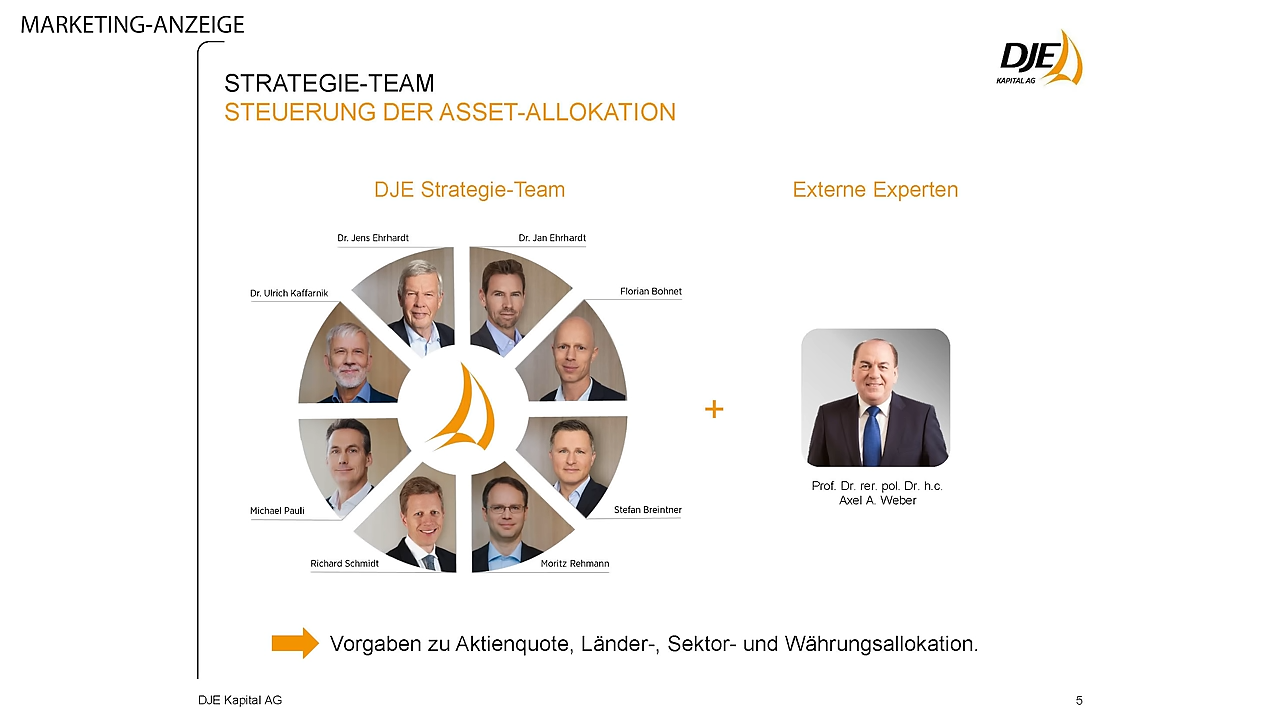 MARKETING-ANZEIGE
DJE
KAPITAL AG
STRATEGIE-TEAM
STEUERUNG DER ASSET-ALLOKATION
DJE Strategie-Team
Externe Experten
Dr. Jens Ehrhardt
Dr. Jan Ehrhardt
Dr. Ulrich Kaffarnik
Florian Bohnet
+
Prof. Dr. rer. pol. Dr. h.c.
Axel A. Weber
Michael Pauli
Stefan Breintner
Richard Schmidt
Moritz Rehmann
Vorgaben zu Aktienquote, Länder-, Sektor- und Währungsallokation.
DJE Kapital AG
5